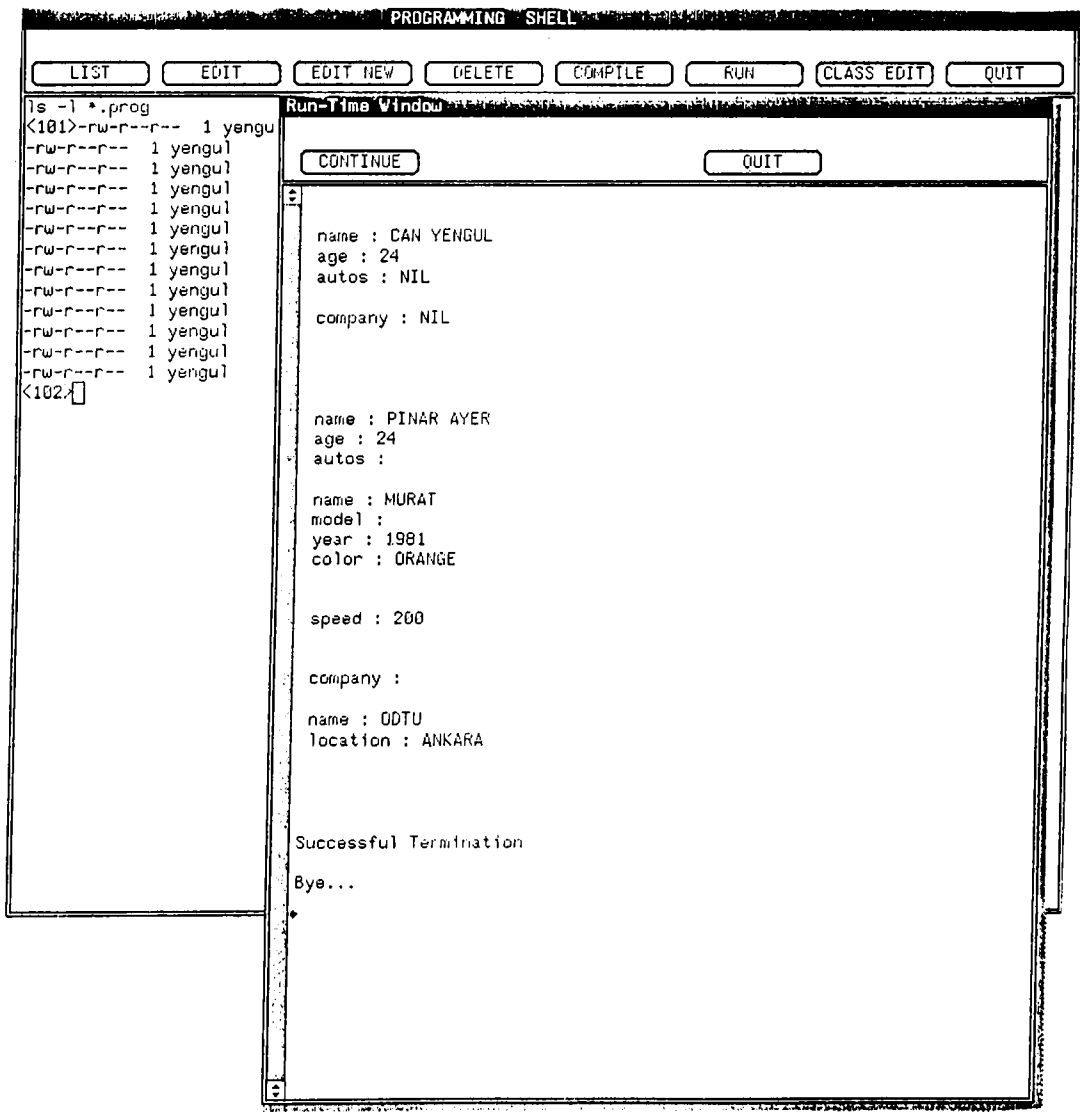 PROGRAMMING SHELL
LIST EDIT EDIT NEW DELETE COMPILE RUN CLASS EDIT QUIT
ls -l *.prog
<101>-rw-r--r-- 1 yengu
-rw-r--r-- 1 yengul
-rw-r--r-- 1 yengul
-rw-r--r-- 1 yengul
-rw-r--r-- 1 yengul
-rw-r--r-- 1 yengul
-rw-r--r-- 1 yengul
-rw-r--r-- 1 yengul
-rw-r--r-- 1 yengul
-rw-r--r-- 1 yengul
-rw-r--r-- 1 yengul
-rw-r--r-- 1 yengul
-rw-r--r-- 1 yengul
<102>
Run-Time Window
CONTINUE QUIT
name : CAN YENGUL
age : 24
autos : NIL
company : NIL
name : PINAR AYER
age : 24
autos :
name : MURAT
model :
year : 1981
color : ORANGE
speed : 200
company :
name : ODTU
location : ANKARA
Successful Termination
Bye...